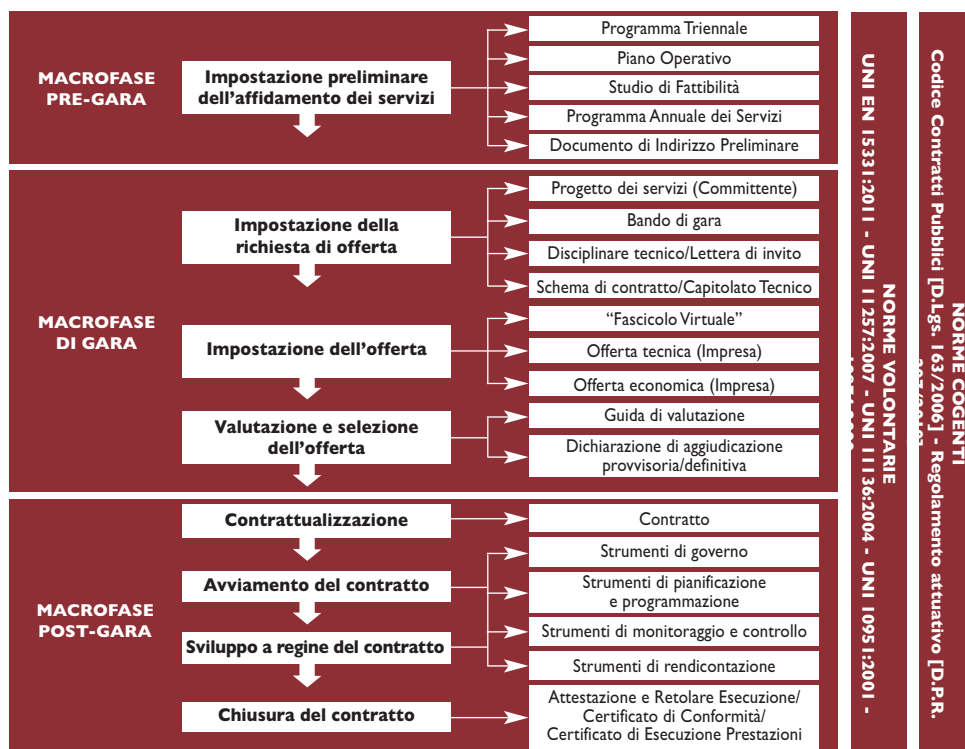 MACROFASE
PRE-GARA
Impostazione preliminare
dell'affidamento dei servizi
Programma Triennale
Piano Operativo
Studio di Fattibilità
Programma Annuale dei Servizi
Documento di Indirizzo Preliminare
MACROFASE
DI GARA
Impostazione della
richiesta di offerta
Progetto dei servizi (Committente)
Bando di gara
Disciplinare tecnico/Lettera di invito
Schema di contratto/Capitolato Tecnico
Impostazione dell'offerta
“Fascicolo Virtuale”
Offerta tecnica (Impresa)
Offerta economica (Impresa)
Valutazione e selezione
dell'offerta
Guida di valutazione
Dichiarazione di aggiudicazione
provvisoria/definitiva
MACROFASE
POST-GARA
Contrattualizzazione
Contratto
Avviamento del contratto
Sviluppo a regine del contratto
Strumenti di governo
Strumenti di pianificazione
e programmazione
Strumenti di monitoraggio e controllo
Strumenti di rendicontazione
Chiusura del contratto
Attestazione e Retolare Esecuzione/
Certificato di Conformità/
Certificato di Esecuzione Prestazioni
NORME VOLONTARIE
UNI EN 15331:2011 - UNI 11257:2007 - UNI 11136:2004 - UNI 10951:2001 -
NORME COGENTI
Codice Contratti Pubblici [D.Lgs. 163/2006] - Regolamento attuativo [D.P.R.